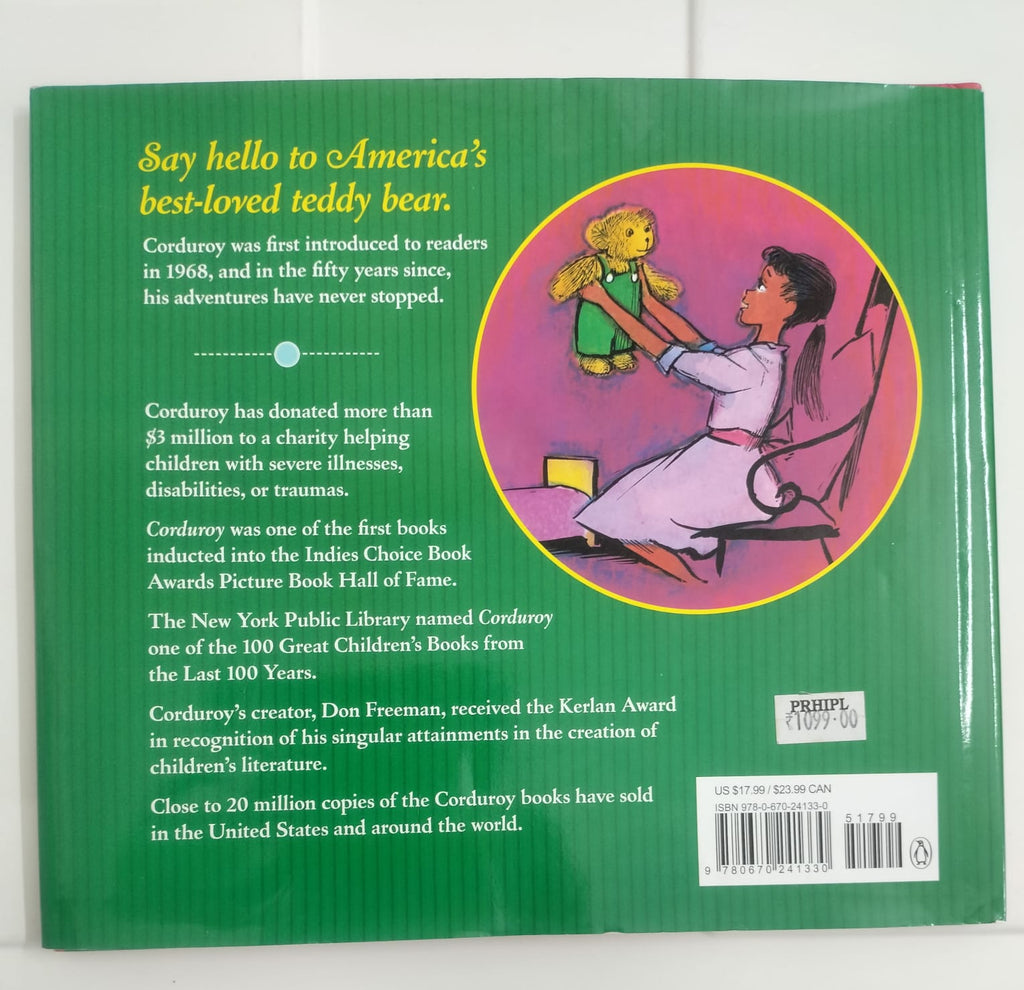 Say hello to America's
best-loved teddy bear.
Corduroy was first introduced to readers
in 1968, and in the fifty years since,
his adventures have never stopped.
Corduroy has donated more than
$3 million to a charity helping
children with severe illnesses,
disabilities, or traumas.
Corduroy was one of the first books
inducted into the Indies Choice Book
Awards Picture Book Hall of Fame.
The New York Public Library named Corduroy
one of the 100 Great Children's Books from
the Last 100 Years.
Corduroy's creator, Don Freeman, received the Kerlan Award
in recognition of his singular attainments in the creation of
children's literature.
Close to 20 million copies of the Corduroy books have sold
in the United States and around the world.
PRHIPL
₹1099.00
US $17.99 / $23.99 CAN
ISBN 978-0-670-24133-0
51799
9 780670 241330